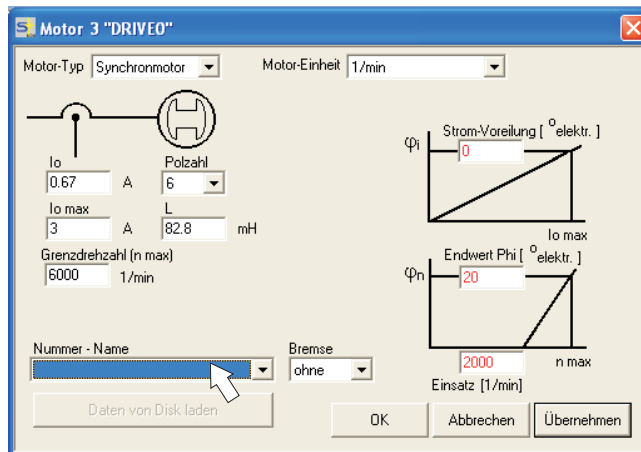 Motor 3 "DRIVE0"
Motor-Typ Synchronmotor Motor-Einheit 1/min
Io Polzahl
0.67 A 6
Io max L
3 A 82.8 mH
Grenzdrehzahl (n max)
6000 1/min
φi Strom-Voreilung [ °elektr. ]
0
Io max
φn Endwert Phi [ °elektr. ]
20
2000 n max
Einsatz [1/min]
Nummer - Name Bremse
ohne
Daten von Disk laden
OK Abbrechen Übernehmen